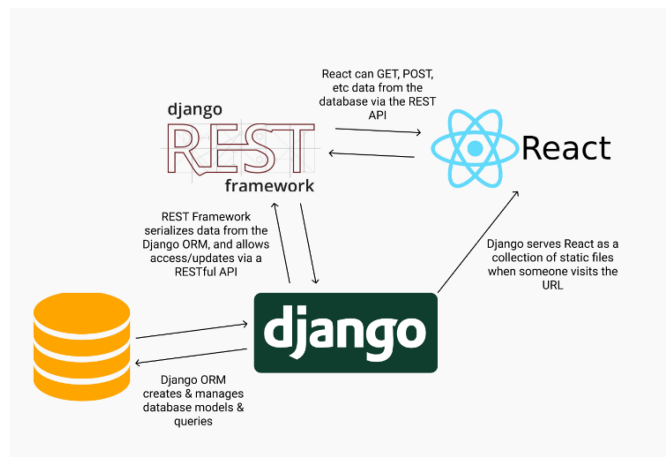 React can GET, POST,
etc data from the
database via the REST
API
django
REST
framework
React
REST Framework
serializes data from the
Django ORM, and allows
access/updates via a
RESTful API
Django serves React as a
collection of static files
when someone visits the
URL
django
Django ORM
creates & manages
database models &
queries